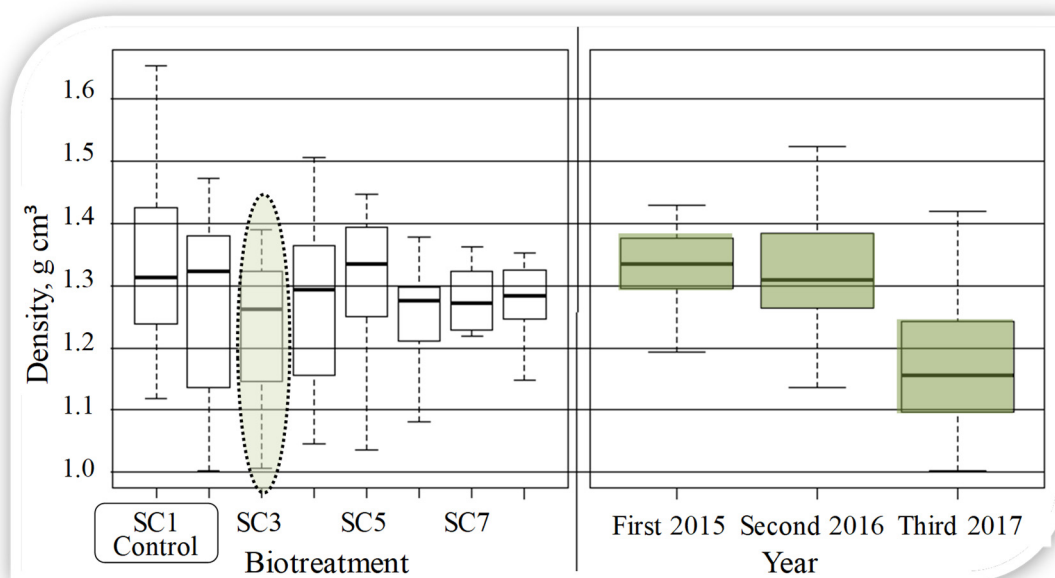 Density, g cm³
1.6
1.5
1.4
1.3
1.2
1.1
1.0
SC1
Control
SC3
SC5
SC7
Biotreatment
First 2015
Second 2016
Third 2017
Year